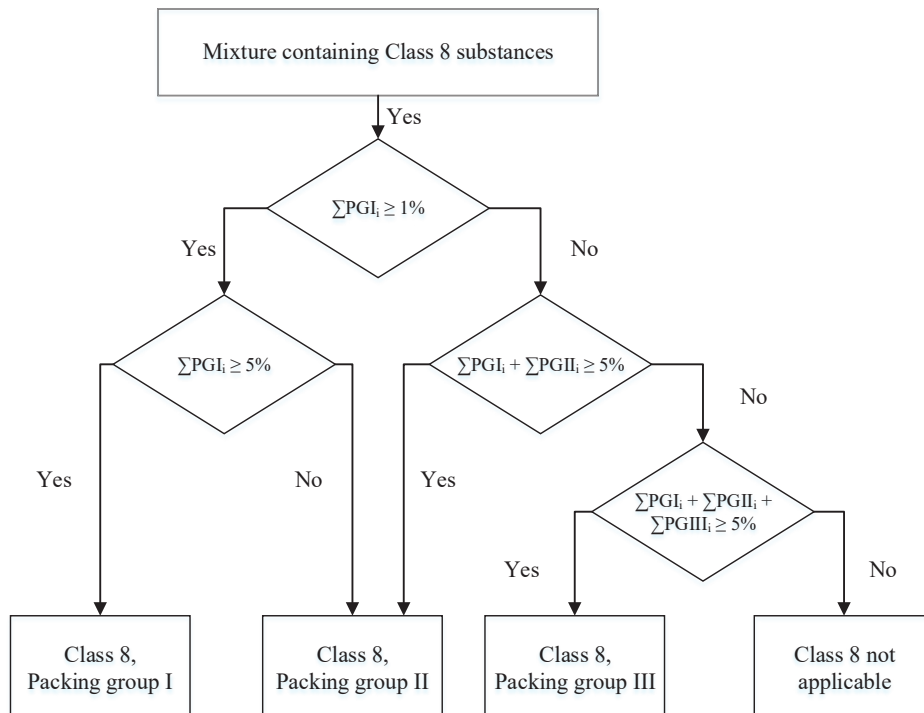 Mixture containing Class 8 substances
Yes
∑PGIᵢ ≥ 1%
Yes
No
∑PGIᵢ ≥ 5%
∑PGIᵢ + ∑PGIIᵢ ≥ 5%
No
Yes
No
Yes
∑PGIᵢ + ∑PGIIᵢ +
∑PGIIIᵢ ≥ 5%
Yes
No
Class 8,
Packing group I
Class 8,
Packing group II
Class 8,
Packing group III
Class 8 not
applicable